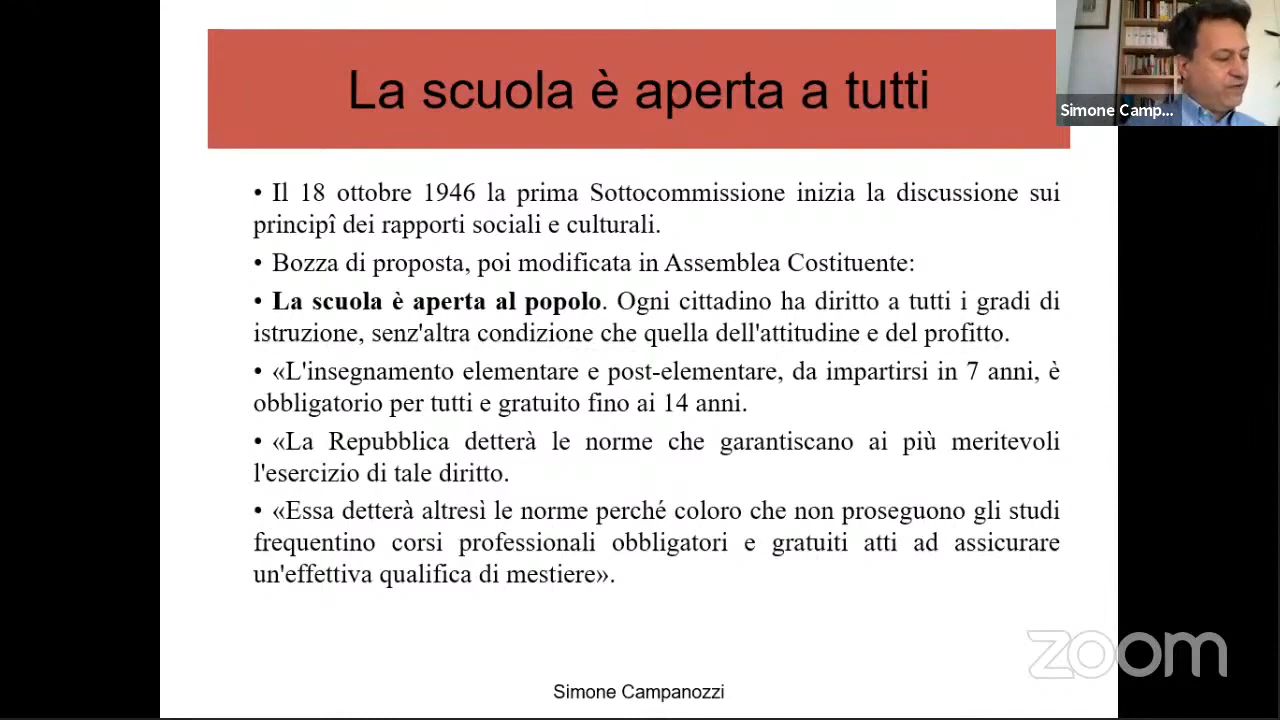 La scuola è aperta a tutti
Simone Camp...
• Il 18 ottobre 1946 la prima Sottocommissione inizia la discussione sui
principî dei rapporti sociali e culturali.
• Bozza di proposta, poi modificata in Assemblea Costituente:
• La scuola è aperta al popolo. Ogni cittadino ha diritto a tutti i gradi di
istruzione, senz'altra condizione che quella dell'attitudine e del profitto.
• «L'insegnamento elementare e post-elementare, da impartirsi in 7 anni, è
obbligatorio per tutti e gratuito fino ai 14 anni.
• «La Repubblica detterà le norme che garantiscano ai più meritevoli
l'esercizio di tale diritto.
• «Essa detterà altresì le norme perché coloro che non proseguono gli studi
frequentino corsi professionali obbligatori e gratuiti atti ad assicurare
un'effettiva qualifica di mestiere».
zoom
Simone Campanozzi